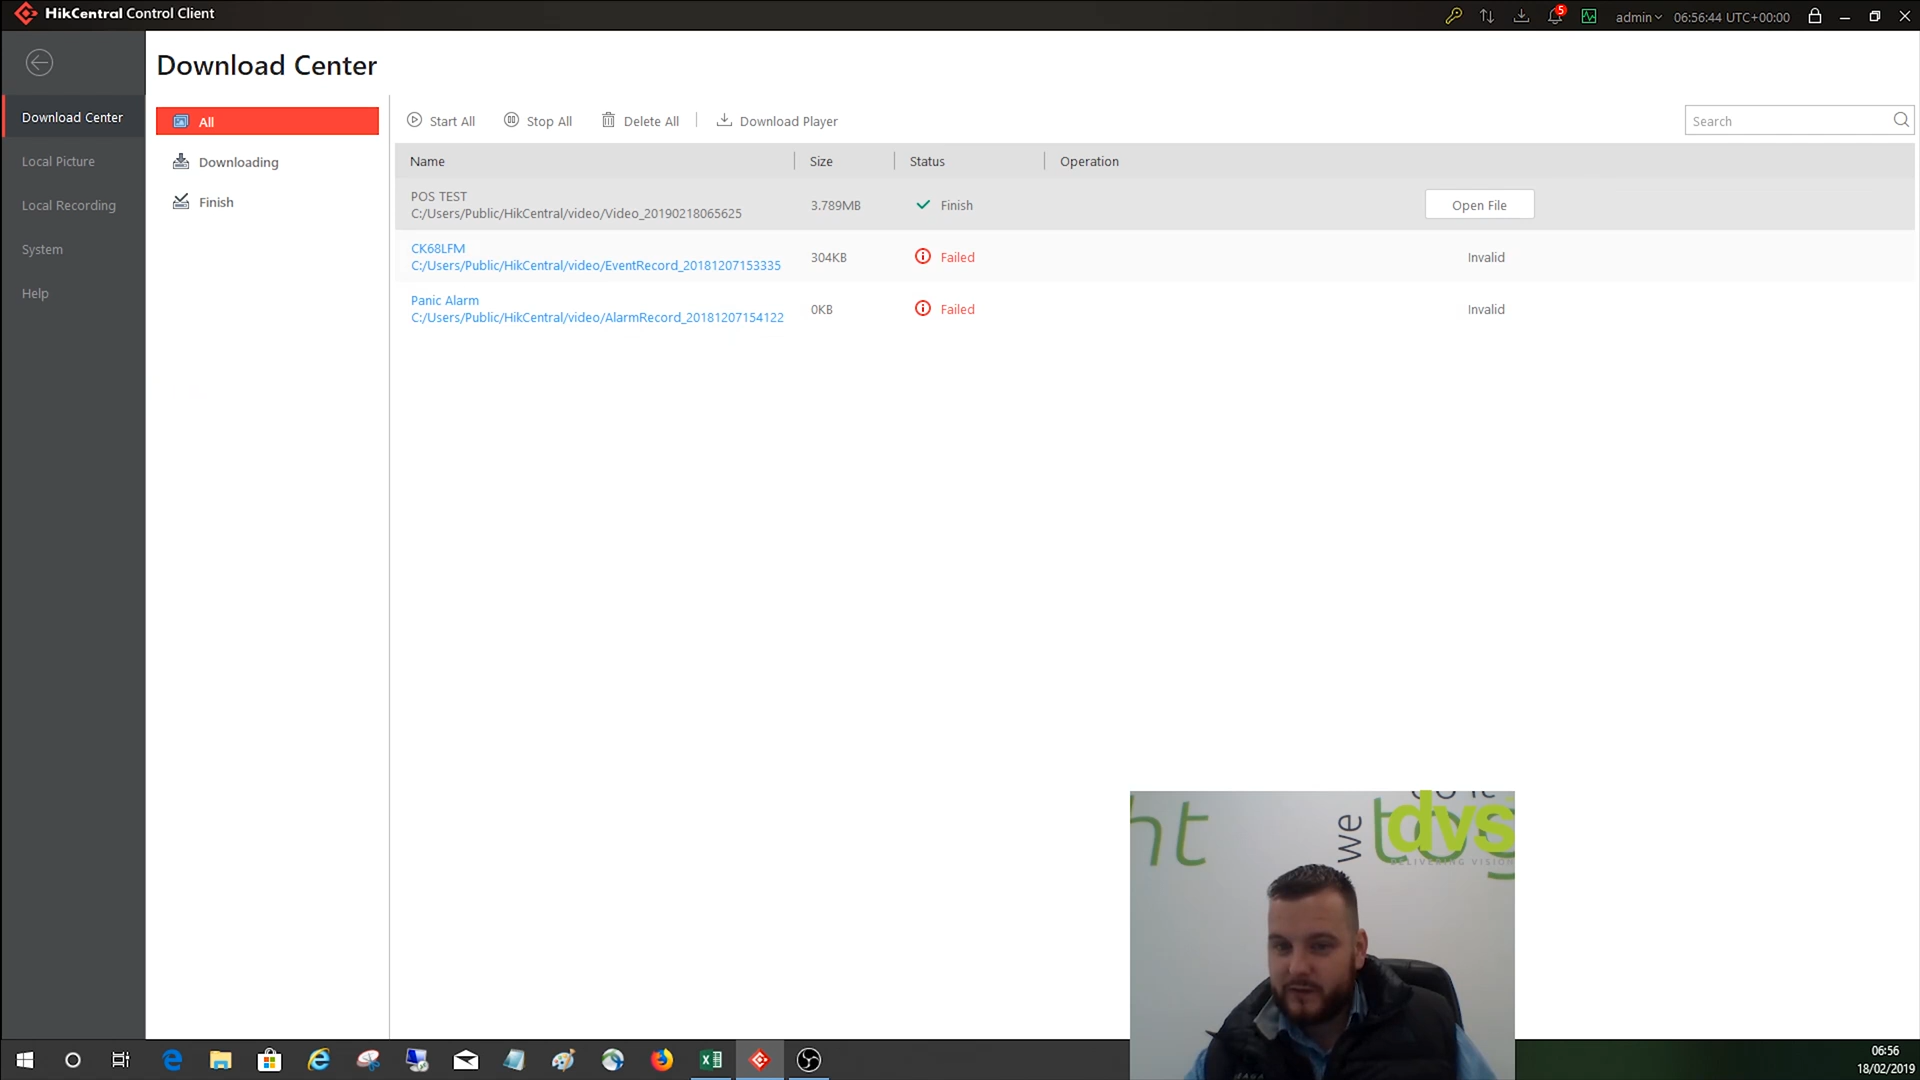 HikCentral Control Client
5
admin
06:56:44 UTC+00:00
Download Center
Download Center
Local Picture
Local Recording
System
Help
All
Downloading
Finish
Start All
Stop All
Delete All
Download Player
Search
Name
Size
Status
Operation
POS TEST
C:/Users/Public/HikCentral/video/Video_20190218065625
3.789MB
Finish
Open File
CK68LFM
C:/Users/Public/HikCentral/video/EventRecord_20181207153335
304KB
Failed
Invalid
Panic Alarm
C:/Users/Public/HikCentral/video/AlarmRecord_20181207154122
0KB
Failed
Invalid
we
dvs
DELIVERING VISION
06:56
18/02/2019